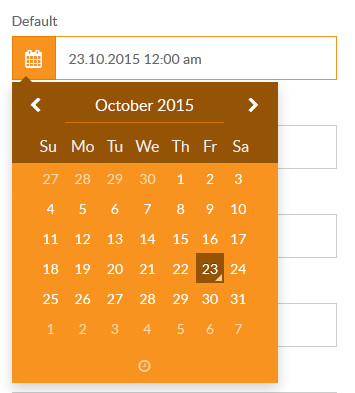 Default
23.10.2015 12:00 am
October 2015
Su Mo Tu We Th Fr Sa
27 28 29 30 1 2 3
4 5 6 7 8 9 10
11 12 13 14 15 16 17
18 19 20 21 22 23 24
25 26 27 28 29 30 31
1 2 3 4 5 6 7